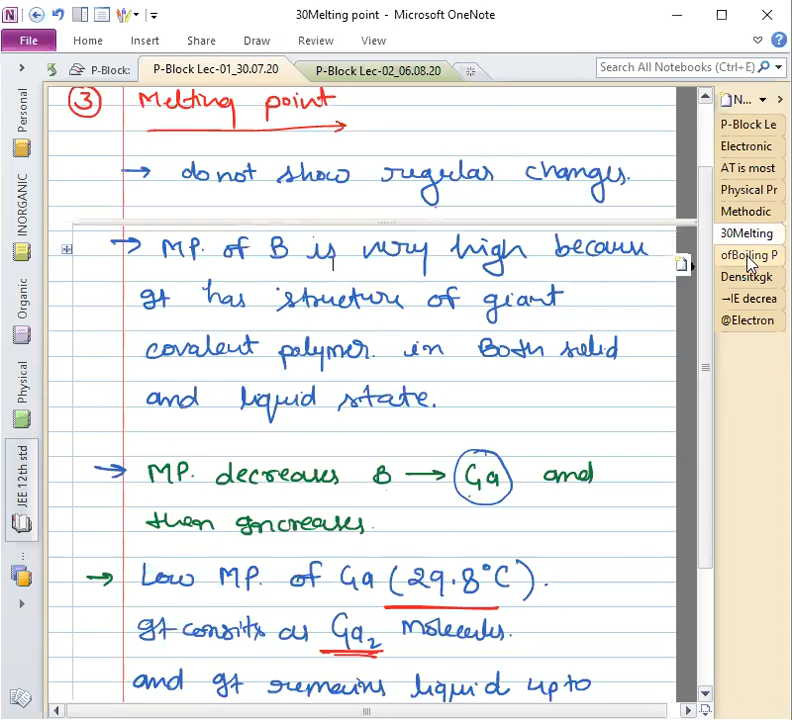 30Melting point - Microsoft OneNote
File Home Insert Share Draw Review View
P-Block: P-Block Lec-01_30.07.20 P-Block Lec-02_06.08.20 Search All Notebooks (Ctrl+E)
N...
Personal
INORGANIC
Organic
Physical
JEE 12th std
P-Block Le
Electronic
AT is most
Physical Pr
Methodic
30Melting
ofBoiling P
Densitkgk
→IE decrea
@Electron
③ Melting point
→ do not show regular changes.
→ MP. of B is very high because
It has structure of giant
covalent polymer. in Both solid
and liquid state.
→ MP. decreases B → Ga and
then Increases.
→ Low MP. of Ga (29.8°C).
It consits as Ga₂ molecules.
and It remains liquid upto